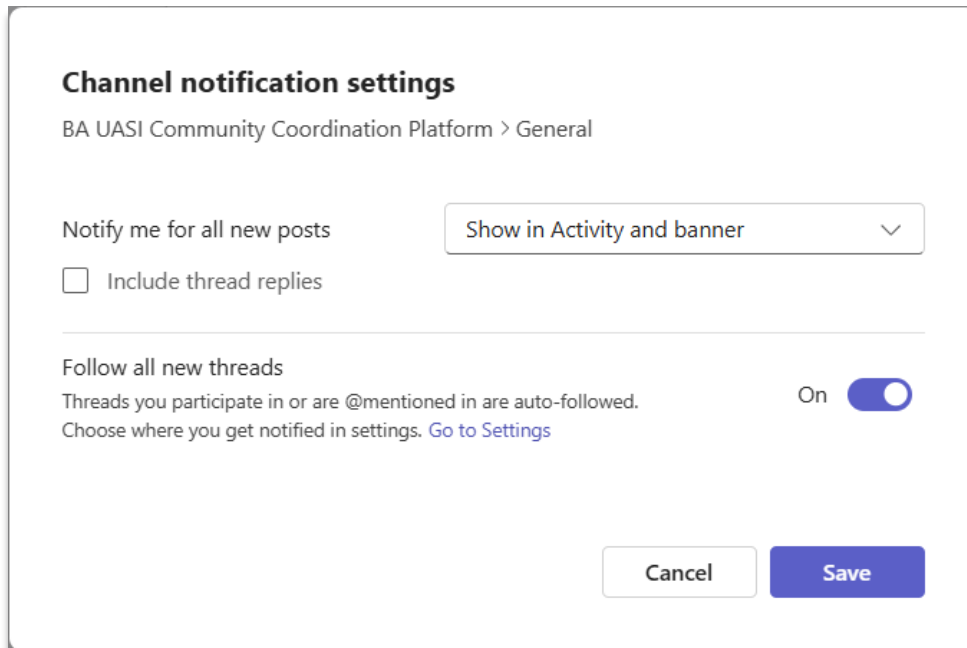 Channel notification settings
BA UASI Community Coordination Platform > General
Notify me for all new posts
Show in Activity and banner
Include thread replies
Follow all new threads
Threads you participate in or are @mentioned in are auto-followed.
Choose where you get notified in settings. Go to Settings
On
Cancel
Save